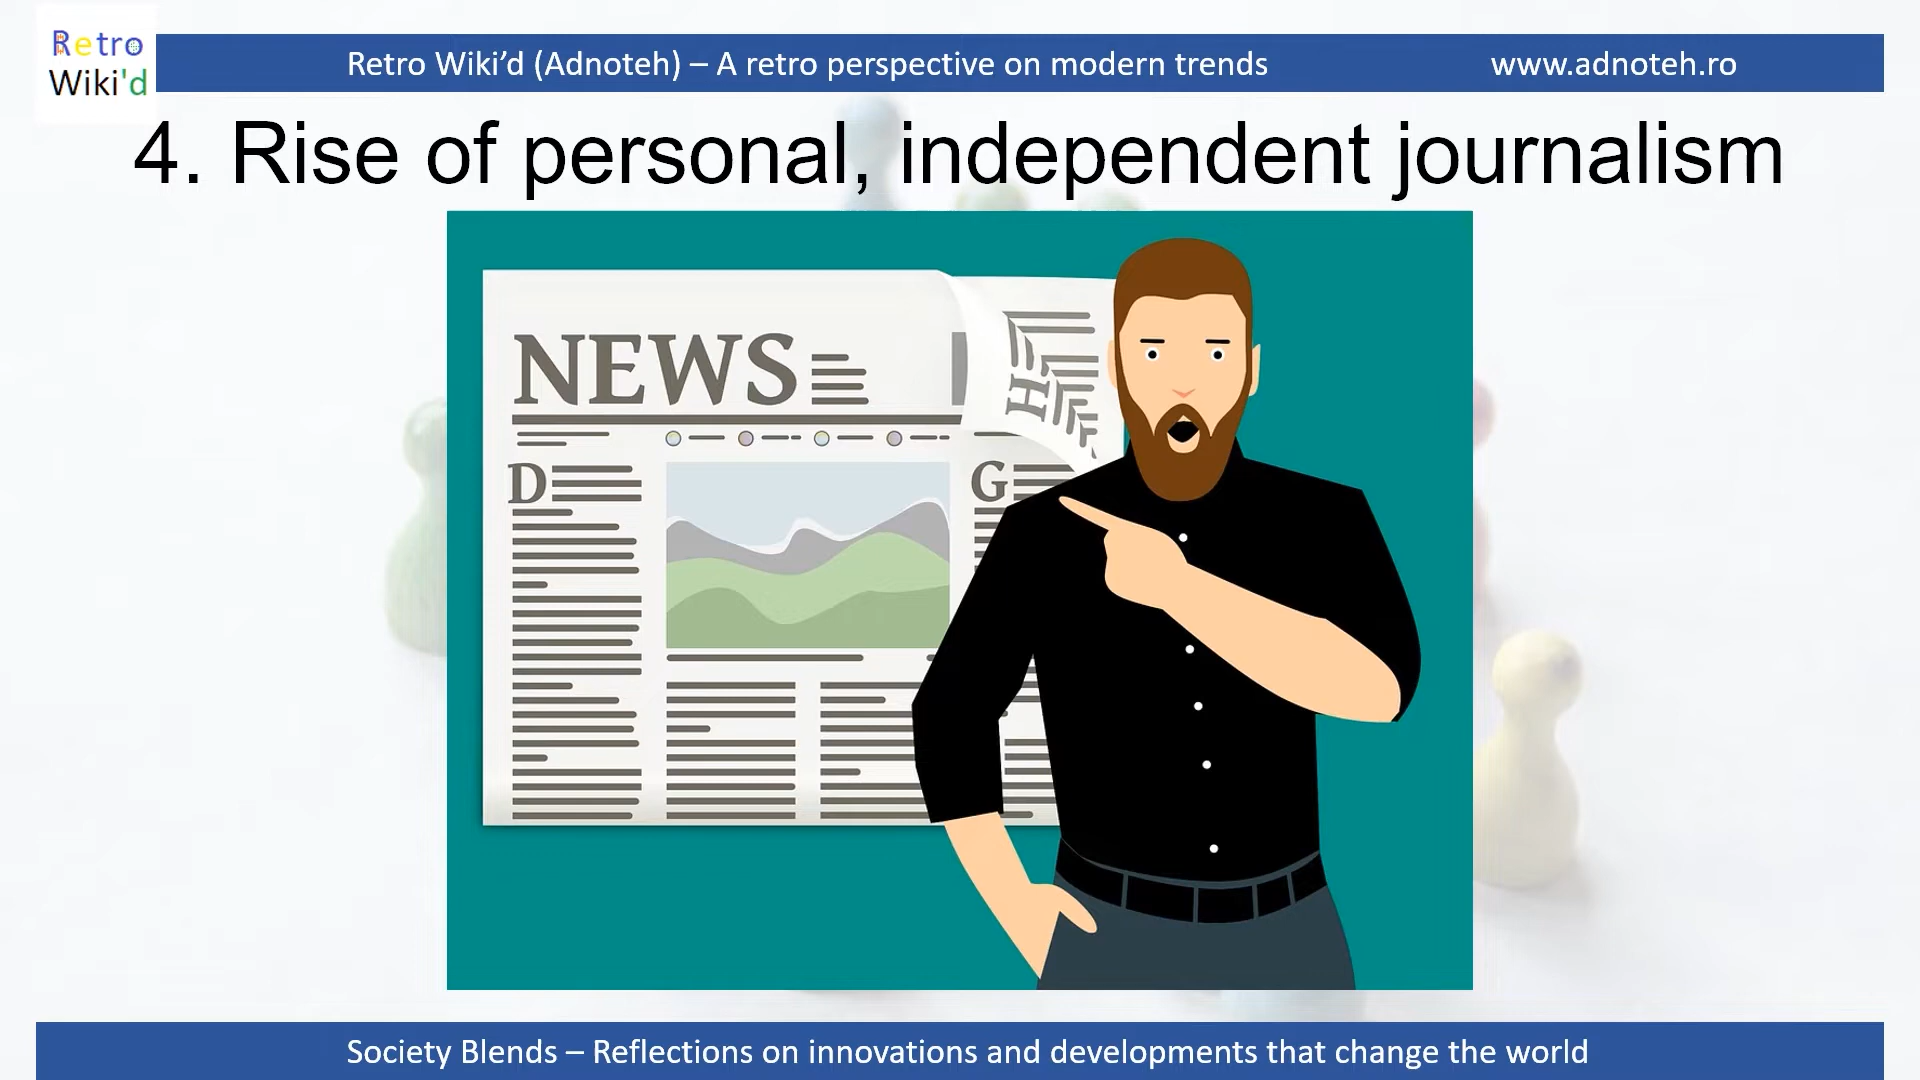 Retro
Wiki'd
Retro Wiki’d (Adnoteh) – A retro perspective on modern trends
www.adnoteh.ro
4. Rise of personal, independent journalism
NEWS
H
D
G
Society Blends – Reflections on innovations and developments that change the world